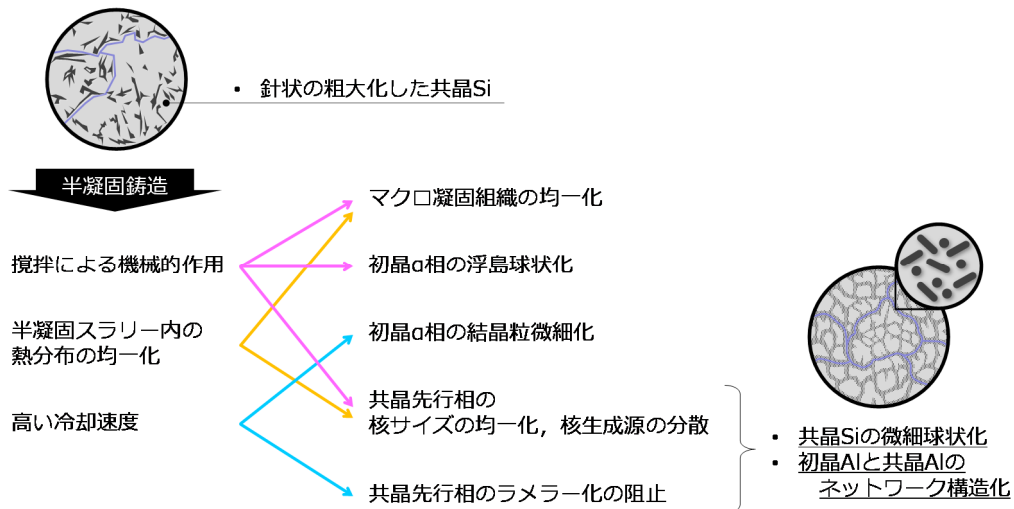 ・ 針状の粗大化した共晶Si
半凝固鋳造
マクロ凝固組織の均一化
撹拌による機械的作用
初晶α相の浮島球状化
半凝固スラリー内の
熱分布の均一化
初晶α相の結晶粒微細化
高い冷却速度
共晶先行相の
核サイズの均一化，核生成源の分散
共晶先行相のラメラー化の阻止
・ 共晶Siの微細球状化
・ 初晶Alと共晶Alの
ネットワーク構造化